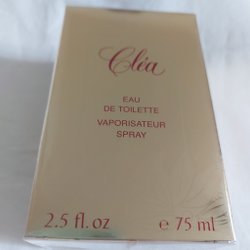 Cléa
EAU
DE TOILETTE
VAPORISATEUR
SPRAY
2.5 fl. oz ℮ 75 ml